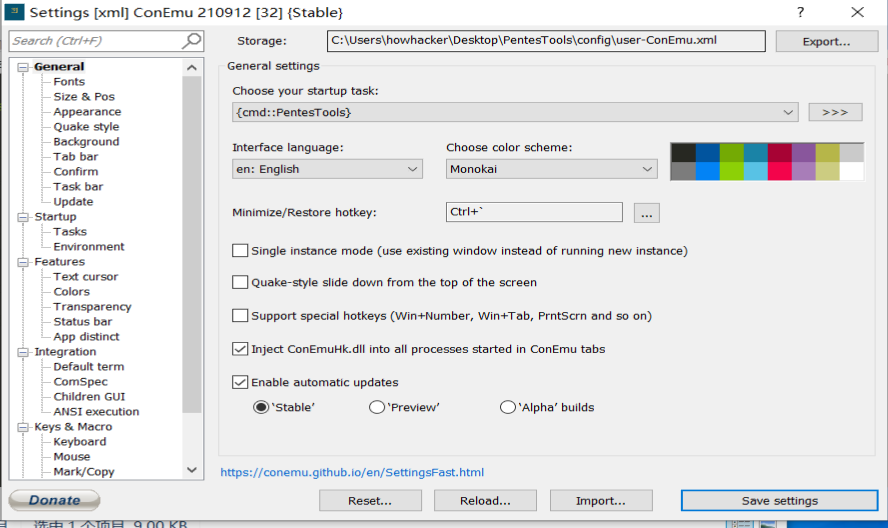 Settings [xml] ConEmu 210912 [32] {Stable}
?
Search (Ctrl+F)
Storage:
C:\Users\howhacker\Desktop\PentesTools\config\user-ConEmu.xml
Export...
General
Fonts
Size & Pos
Appearance
Quake style
Background
Tab bar
Confirm
Task bar
Update
Startup
Tasks
Environment
Features
Text cursor
Colors
Transparency
Status bar
App distinct
Integration
Default term
ComSpec
Children GUI
ANSI execution
Keys & Macro
Keyboard
Mouse
Mark/Copy
General settings
Choose your startup task:
{cmd::PentesTools}
>>>
Interface language:
Choose color scheme:
en: English
Monokai
Minimize/Restore hotkey:
Ctrl+`
...
Single instance mode (use existing window instead of running new instance)
Quake-style slide down from the top of the screen
Support special hotkeys (Win+Number, Win+Tab, PrntScrn and so on)
Inject ConEmuHk.dll into all processes started in ConEmu tabs
Enable automatic updates
‘Stable’
‘Preview’
‘Alpha’ builds
https://conemu.github.io/en/SettingsFast.html
Donate
Reset...
Reload...
Import...
Save settings
选中 1 个项目 9.00 KB